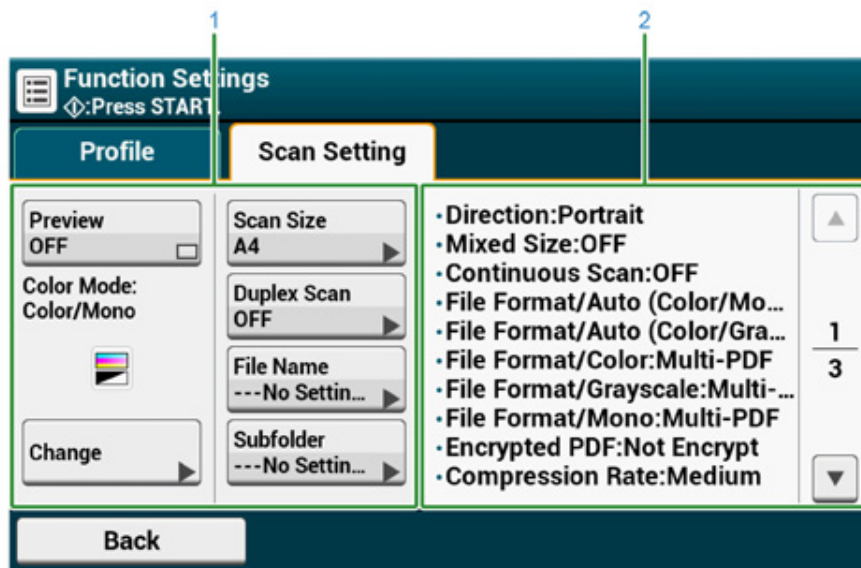 1
2
Function Settings
:Press START.
Profile
Scan Setting
Preview
OFF
Color Mode:
Color/Mono
Change
Scan Size
A4
Duplex Scan
OFF
File Name
---No Settin...
Subfolder
---No Settin...
•Direction:Portrait
•Mixed Size:OFF
•Continuous Scan:OFF
•File Format/Auto (Color/Mo...
•File Format/Auto (Color/Gra...
•File Format/Color:Multi-PDF
•File Format/Grayscale:Multi-...
•File Format/Mono:Multi-PDF
•Encrypted PDF:Not Encrypt
•Compression Rate:Medium
1
3
Back